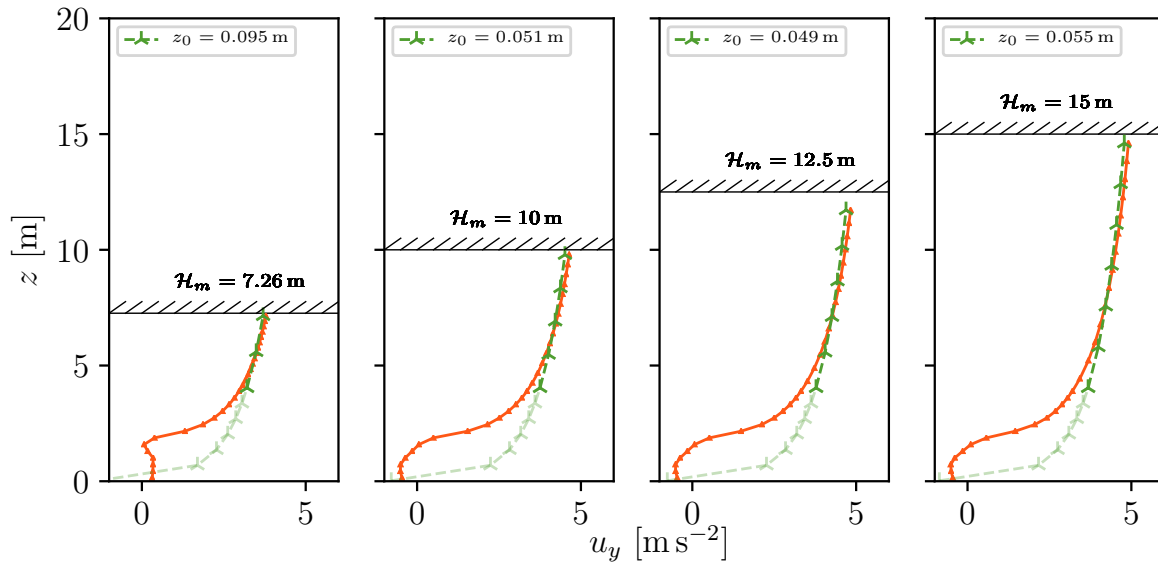 z₀ = 0.095 m
z₀ = 0.051 m
z₀ = 0.049 m
z₀ = 0.055 m
ℋₘ = 7.26 m
ℋₘ = 10 m
ℋₘ = 12.5 m
ℋₘ = 15 m
z [m]
20
15
10
5
0
0 5
0 5
0 5
0 5
u_y [m s⁻²]